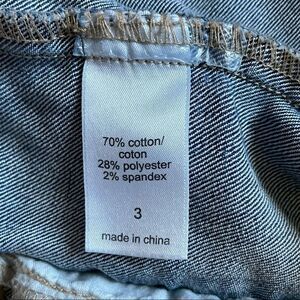 70% cotton/
coton
28% polyester
2% spandex
3
made in china